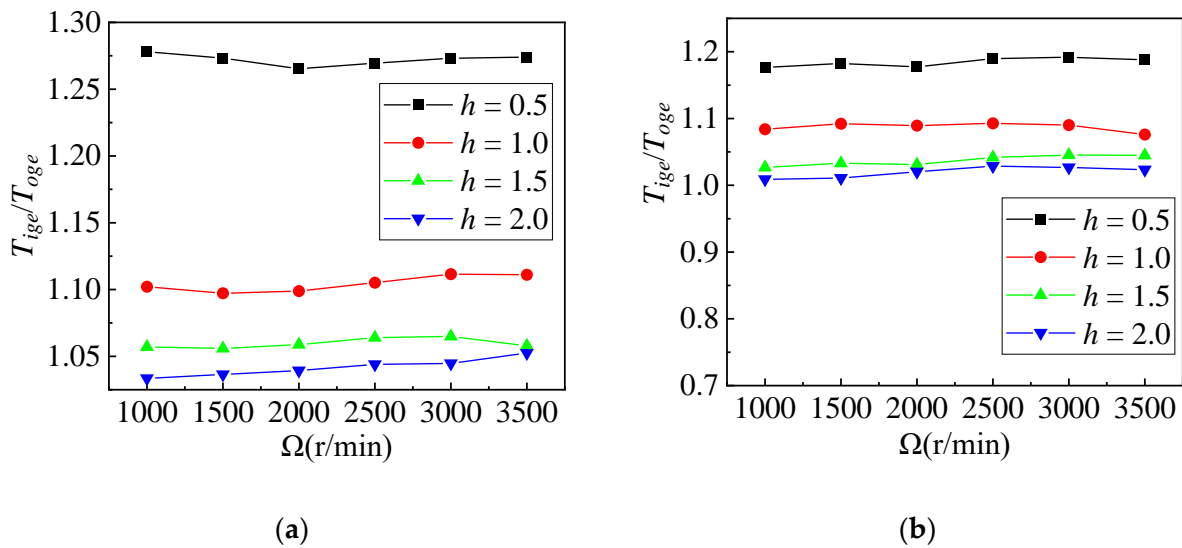 1.30
1.25
1.20
1.15
1.10
1.05
T_ige/T_oge
h = 0.5
h = 1.0
h = 1.5
h = 2.0
1000 1500 2000 2500 3000 3500
Ω(r/min)
(a)
1.2
1.1
1.0
0.9
0.8
0.7
T_ige/T_oge
h = 0.5
h = 1.0
h = 1.5
h = 2.0
1000 1500 2000 2500 3000 3500
Ω(r/min)
(b)